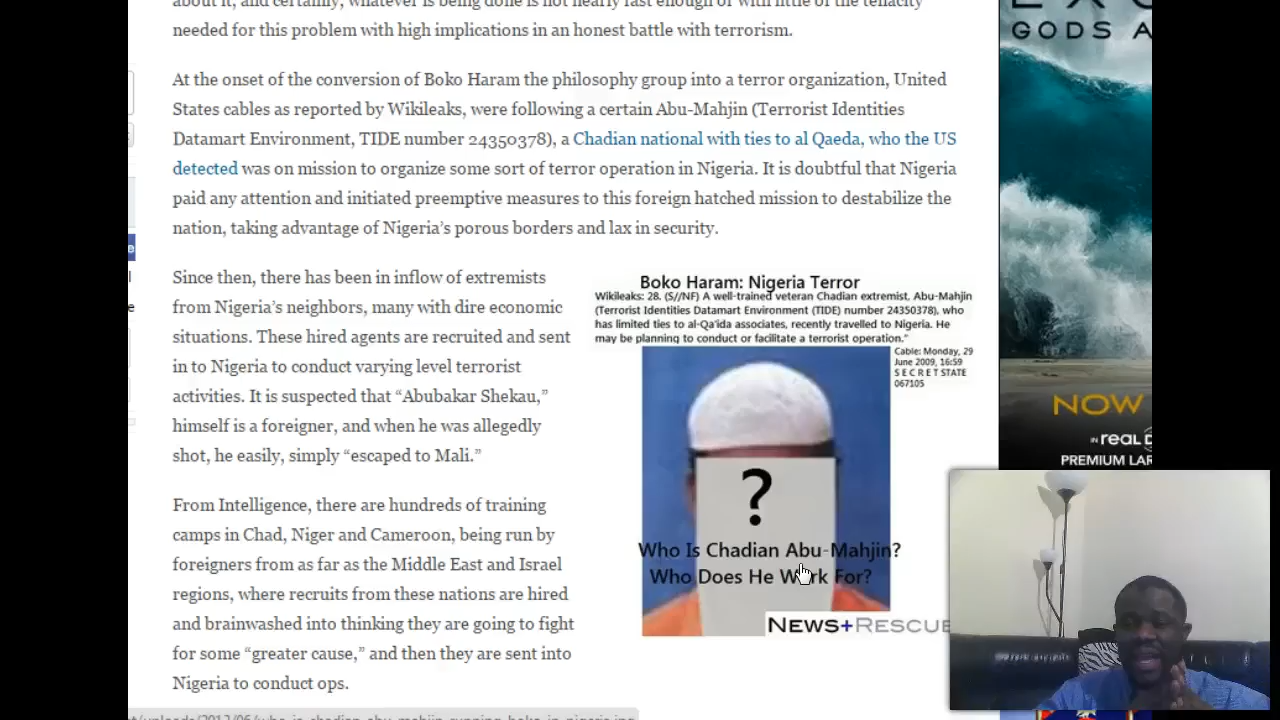 about it, and certainly, whatever is being done is not nearly fast enough or with little of the tenacity
needed for this problem with high implications in an honest battle with terrorism.
At the onset of the conversion of Boko Haram the philosophy group into a terror organization, United
States cables as reported by Wikileaks, were following a certain Abu-Mahjin (Terrorist Identities
Datamart Environment, TIDE number 24350378), a Chadian national with ties to al Qaeda, who the US
detected was on mission to organize some sort of terror operation in Nigeria. It is doubtful that Nigeria
paid any attention and initiated preemptive measures to this foreign hatched mission to destabilize the
nation, taking advantage of Nigeria's porous borders and lax in security.
Since then, there has been in inflow of extremists
from Nigeria's neighbors, many with dire economic
situations. These hired agents are recruited and sent
in to Nigeria to conduct varying level terrorist
activities. It is suspected that “Abubakar Shekau,”
himself is a foreigner, and when he was allegedly
shot, he easily, simply “escaped to Mali.”
From Intelligence, there are hundreds of training
camps in Chad, Niger and Cameroon, being run by
foreigners from as far as the Middle East and Israel
regions, where recruits from these nations are hired
and brainwashed into thinking they are going to fight
for some “greater cause,” and then they are sent into
Nigeria to conduct ops.
Boko Haram: Nigeria Terror
Wikileaks: 28. (S//NF) A well-trained veteran Chadian extremist, Abu-Mahjin
(Terrorist Identities Datamart Environment (TIDE) number 24350378), who
has limited ties to al-Qa'ida associates, recently travelled to Nigeria. He
may be planning to conduct or facilitate a terrorist operation."
Cable: Monday, 29
June 2009, 16:59
S E C R E T STATE
067105
?
Who Is Chadian Abu-Mahjin?
Who Does He Work For?
NEWS+RESCUE
GODS A
NOW
IN REAL D
PREMIUM LAR